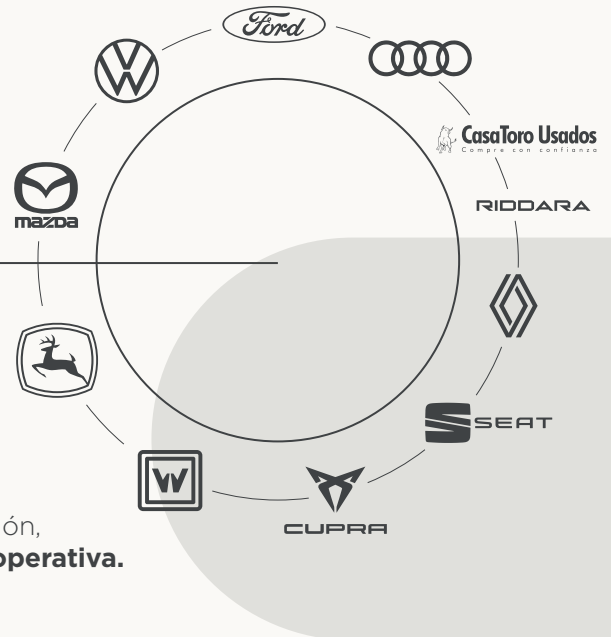 Ford
CasaToro Usados
Compre con confianza
mazda
RIDDARA
SEAT
CUPRA
ón,
operativa.